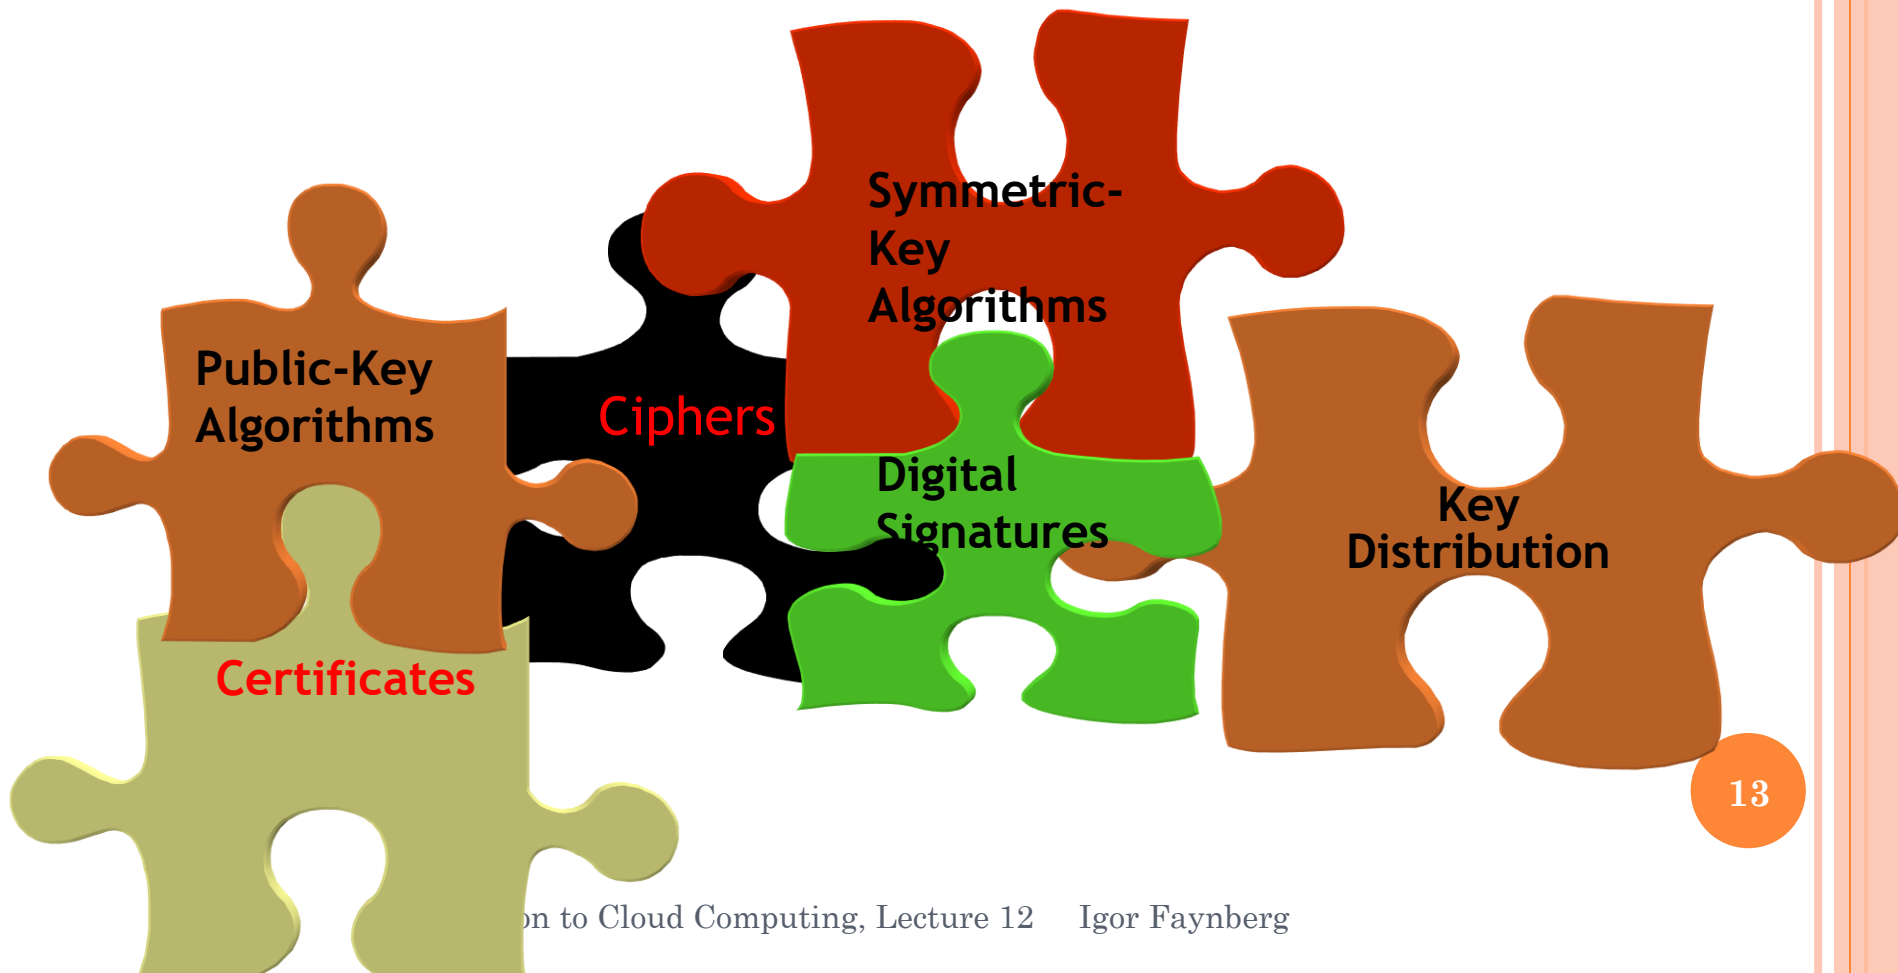 Symmetric-
Key
Algorithms
Public-Key
Algorithms
Ciphers
Digital
Signatures
Key
Distribution
Certificates
13
to Cloud Computing, Lecture 12 Igor Faynberg